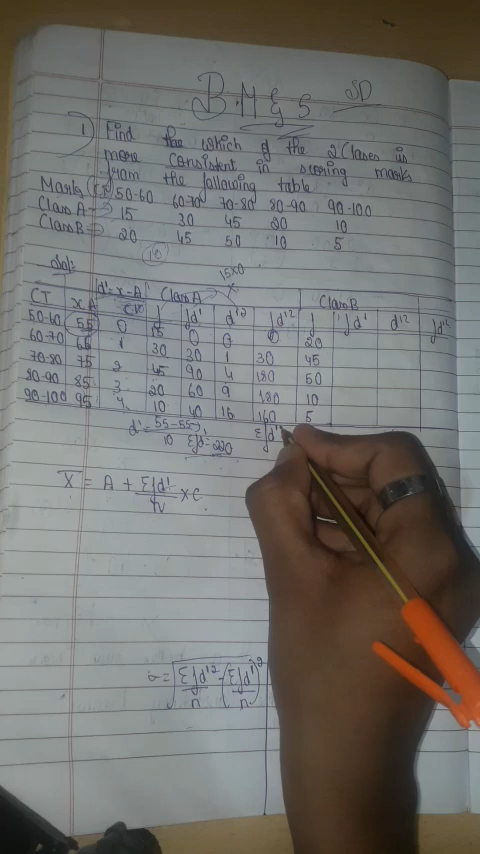 B.M & S SD
1) Find the which of the 2 Classes is
more consistent in scoring marks
from the following table
Marks 50-60 60-70 70-80 80-90 90-100
Class A 15 30 45 20 10
Class B 20 45 50 10 5
10
15x0
Sol:
d'= x-A Class A Class B
CI x A f fd' d'2 fd'2 f fd' d'2 fd'2
50-60 55 0 15 0 0 0 20
60-70 65 1 30 30 1 30 45
70-80 75 2 45 90 4 180 50
80-90 85 3 20 60 9 180 10
90-100 95 4 10 40 16 160 5
d' = 55-55
10 Σfd'=220 Σfd'
X̄ = A + Σfd'/N x C
σ = √Σfd'2/n - (Σfd'/n)2